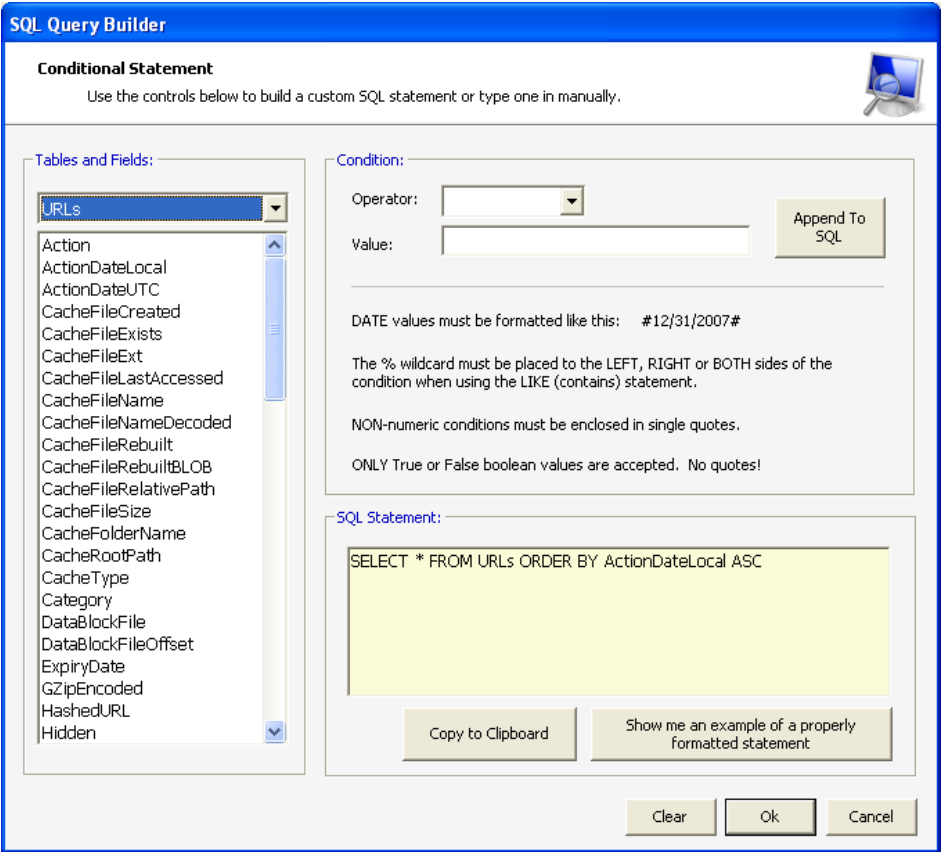 SQL Query Builder
Conditional Statement
Use the controls below to build a custom SQL statement or type one in manually.
Tables and Fields:
URLs
Action
ActionDateLocal
ActionDateUTC
CacheFileCreated
CacheFileExists
CacheFileExt
CacheFileLastAccessed
CacheFileName
CacheFileNameDecoded
CacheFileRebuilt
CacheFileRebuiltBLOB
CacheFileRelativePath
CacheFileSize
CacheFolderName
CacheRootPath
CacheType
Category
DataBlockFile
DataBlockFileOffset
ExpiryDate
GZipEncoded
HashedURL
Hidden
Condition:
Operator:
Value:
Append To
SQL
DATE values must be formatted like this: #12/31/2007#
The % wildcard must be placed to the LEFT, RIGHT or BOTH sides of the
condition when using the LIKE (contains) statement.
NON-numeric conditions must be enclosed in single quotes.
ONLY True or False boolean values are accepted. No quotes!
SQL Statement:
SELECT * FROM URLs ORDER BY ActionDateLocal ASC
Copy to Clipboard
Show me an example of a properly
formatted statement
Clear
Ok
Cancel